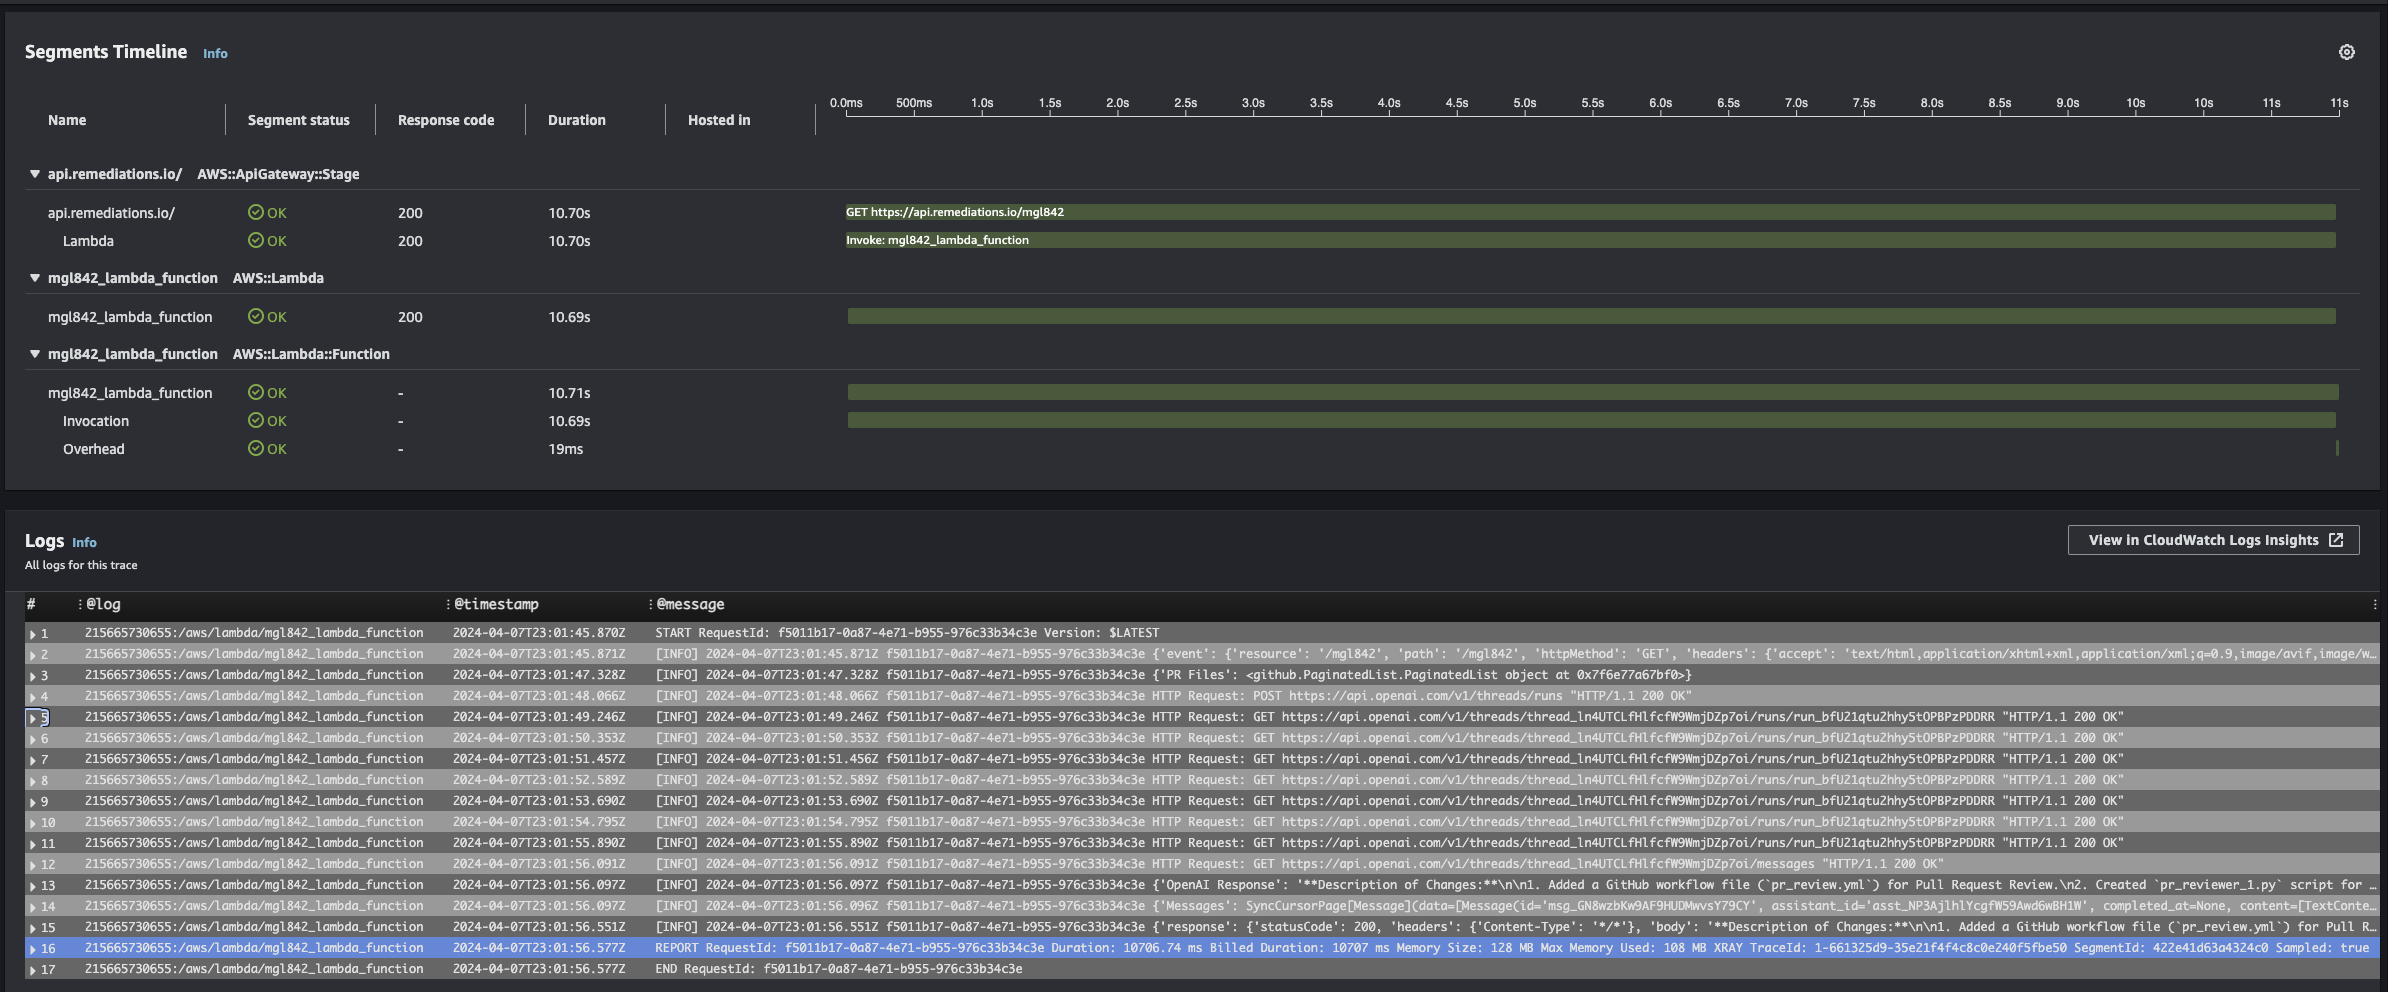 Segments Timeline Info
0.0ms 500ms 1.0s 1.5s 2.0s 2.5s 3.0s 3.5s 4.0s 4.5s 5.0s 5.5s 6.0s 6.5s 7.0s 7.5s 8.0s 8.5s 9.0s 10s 10s 11s 11s
Name Segment status Response code Duration Hosted in
▼ api.remediations.io/ AWS::ApiGateway::Stage
api.remediations.io/ OK 200 10.70s GET https://api.remediations.io/mgl842
Lambda OK 200 10.70s Invoke: mgl842_lambda_function
▼ mgl842_lambda_function AWS::Lambda
mgl842_lambda_function OK 200 10.69s
▼ mgl842_lambda_function AWS::Lambda::Function
mgl842_lambda_function OK - 10.71s
Invocation OK - 10.69s
Overhead OK - 19ms
Logs Info
View in CloudWatch Logs Insights
All logs for this trace
# @log @timestamp @message
1 215665730655:/aws/lambda/mgl842_lambda_function 2024-04-07T23:01:45.870Z START RequestId: f5011b17-0a87-4e71-b955-976c33b34c3e Version: $LATEST
2 215665730655:/aws/lambda/mgl842_lambda_function 2024-04-07T23:01:45.871Z [INFO] 2024-04-07T23:01:45.871Z f5011b17-0a87-4e71-b955-976c33b34c3e {'event': {'resource': '/mgl842', 'path': '/mgl842', 'httpMethod': 'GET', 'headers': {'accept': 'text/html,application/xhtml+xml,application/xml;q=0.9,image/avif,image/w…
3 215665730655:/aws/lambda/mgl842_lambda_function 2024-04-07T23:01:47.328Z [INFO] 2024-04-07T23:01:47.328Z f5011b17-0a87-4e71-b955-976c33b34c3e {'PR Files': <github.PaginatedList.PaginatedList object at 0x7f6e77a67bf0>}
4 215665730655:/aws/lambda/mgl842_lambda_function 2024-04-07T23:01:48.066Z [INFO] 2024-04-07T23:01:48.066Z f5011b17-0a87-4e71-b955-976c33b34c3e HTTP Request: POST https://api.openai.com/v1/threads/runs "HTTP/1.1 200 OK"
5 215665730655:/aws/lambda/mgl842_lambda_function 2024-04-07T23:01:49.246Z [INFO] 2024-04-07T23:01:49.246Z f5011b17-0a87-4e71-b955-976c33b34c3e HTTP Request: GET https://api.openai.com/v1/threads/thread_ln4UTCLfHlfcfW9WmjDZp7oi/runs/run_bfU21qtu2hhy5tOPBPzPDDRR "HTTP/1.1 200 OK"
6 215665730655:/aws/lambda/mgl842_lambda_function 2024-04-07T23:01:50.353Z [INFO] 2024-04-07T23:01:50.353Z f5011b17-0a87-4e71-b955-976c33b34c3e HTTP Request: GET https://api.openai.com/v1/threads/thread_ln4UTCLfHlfcfW9WmjDZp7oi/runs/run_bfU21qtu2hhy5tOPBPzPDDRR "HTTP/1.1 200 OK"
7 215665730655:/aws/lambda/mgl842_lambda_function 2024-04-07T23:01:51.457Z [INFO] 2024-04-07T23:01:51.456Z f5011b17-0a87-4e71-b955-976c33b34c3e HTTP Request: GET https://api.openai.com/v1/threads/thread_ln4UTCLfHlfcfW9WmjDZp7oi/runs/run_bfU21qtu2hhy5tOPBPzPDDRR "HTTP/1.1 200 OK"
8 215665730655:/aws/lambda/mgl842_lambda_function 2024-04-07T23:01:52.589Z [INFO] 2024-04-07T23:01:52.589Z f5011b17-0a87-4e71-b955-976c33b34c3e HTTP Request: GET https://api.openai.com/v1/threads/thread_ln4UTCLfHlfcfW9WmjDZp7oi/runs/run_bfU21qtu2hhy5tOPBPzPDDRR "HTTP/1.1 200 OK"
9 215665730655:/aws/lambda/mgl842_lambda_function 2024-04-07T23:01:53.690Z [INFO] 2024-04-07T23:01:53.690Z f5011b17-0a87-4e71-b955-976c33b34c3e HTTP Request: GET https://api.openai.com/v1/threads/thread_ln4UTCLfHlfcfW9WmjDZp7oi/runs/run_bfU21qtu2hhy5tOPBPzPDDRR "HTTP/1.1 200 OK"
10 215665730655:/aws/lambda/mgl842_lambda_function 2024-04-07T23:01:54.795Z [INFO] 2024-04-07T23:01:54.795Z f5011b17-0a87-4e71-b955-976c33b34c3e HTTP Request: GET https://api.openai.com/v1/threads/thread_ln4UTCLfHlfcfW9WmjDZp7oi/runs/run_bfU21qtu2hhy5tOPBPzPDDRR "HTTP/1.1 200 OK"
11 215665730655:/aws/lambda/mgl842_lambda_function 2024-04-07T23:01:55.890Z [INFO] 2024-04-07T23:01:55.890Z f5011b17-0a87-4e71-b955-976c33b34c3e HTTP Request: GET https://api.openai.com/v1/threads/thread_ln4UTCLfHlfcfW9WmjDZp7oi/runs/run_bfU21qtu2hhy5tOPBPzPDDRR "HTTP/1.1 200 OK"
12 215665730655:/aws/lambda/mgl842_lambda_function 2024-04-07T23:01:56.091Z [INFO] 2024-04-07T23:01:56.091Z f5011b17-0a87-4e71-b955-976c33b34c3e HTTP Request: GET https://api.openai.com/v1/threads/thread_ln4UTCLfHlfcfW9WmjDZp7oi/messages "HTTP/1.1 200 OK"
13 215665730655:/aws/lambda/mgl842_lambda_function 2024-04-07T23:01:56.097Z [INFO] 2024-04-07T23:01:56.097Z f5011b17-0a87-4e71-b955-976c33b34c3e {'OpenAI Response': '**Description of Changes:**\n\n1. Added a GitHub workflow file (`pr_review.yml`) for Pull Request Review.\n2. Created `pr_reviewer_1.py` script for …
14 215665730655:/aws/lambda/mgl842_lambda_function 2024-04-07T23:01:56.097Z [INFO] 2024-04-07T23:01:56.097Z f5011b17-0a87-4e71-b955-976c33b34c3e {'Messages': SyncCursorPage[Message](data=[Message(id='msg_GN8wzbKw9AF9HUDMwvsY79CY', assistant_id='asst_NP3AjlhlYcgfW59Awd6wBH1W', completed_at=None, content=[TextConte…
15 215665730655:/aws/lambda/mgl842_lambda_function 2024-04-07T23:01:56.551Z [INFO] 2024-04-07T23:01:56.551Z f5011b17-0a87-4e71-b955-976c33b34c3e {'response': {'statusCode': 200, 'headers': {'Content-Type': '*/*'}, 'body': '**Description of Changes:**\n\n1. Added a GitHub workflow file (`pr_review.yml`) for Pull R…
16 215665730655:/aws/lambda/mgl842_lambda_function 2024-04-07T23:01:56.577Z REPORT RequestId: f5011b17-0a87-4e71-b955-976c33b34c3e Duration: 10706.74 ms Billed Duration: 10707 ms Memory Size: 128 MB Max Memory Used: 108 MB XRAY TraceId: 1-661325d9-35e21f4f4c8c0e240f5fbe50 SegmentId: 422e41d63a4324c0 Sampled: true
17 215665730655:/aws/lambda/mgl842_lambda_function 2024-04-07T23:01:56.577Z END RequestId: f5011b17-0a87-4e71-b955-976c33b34c3e